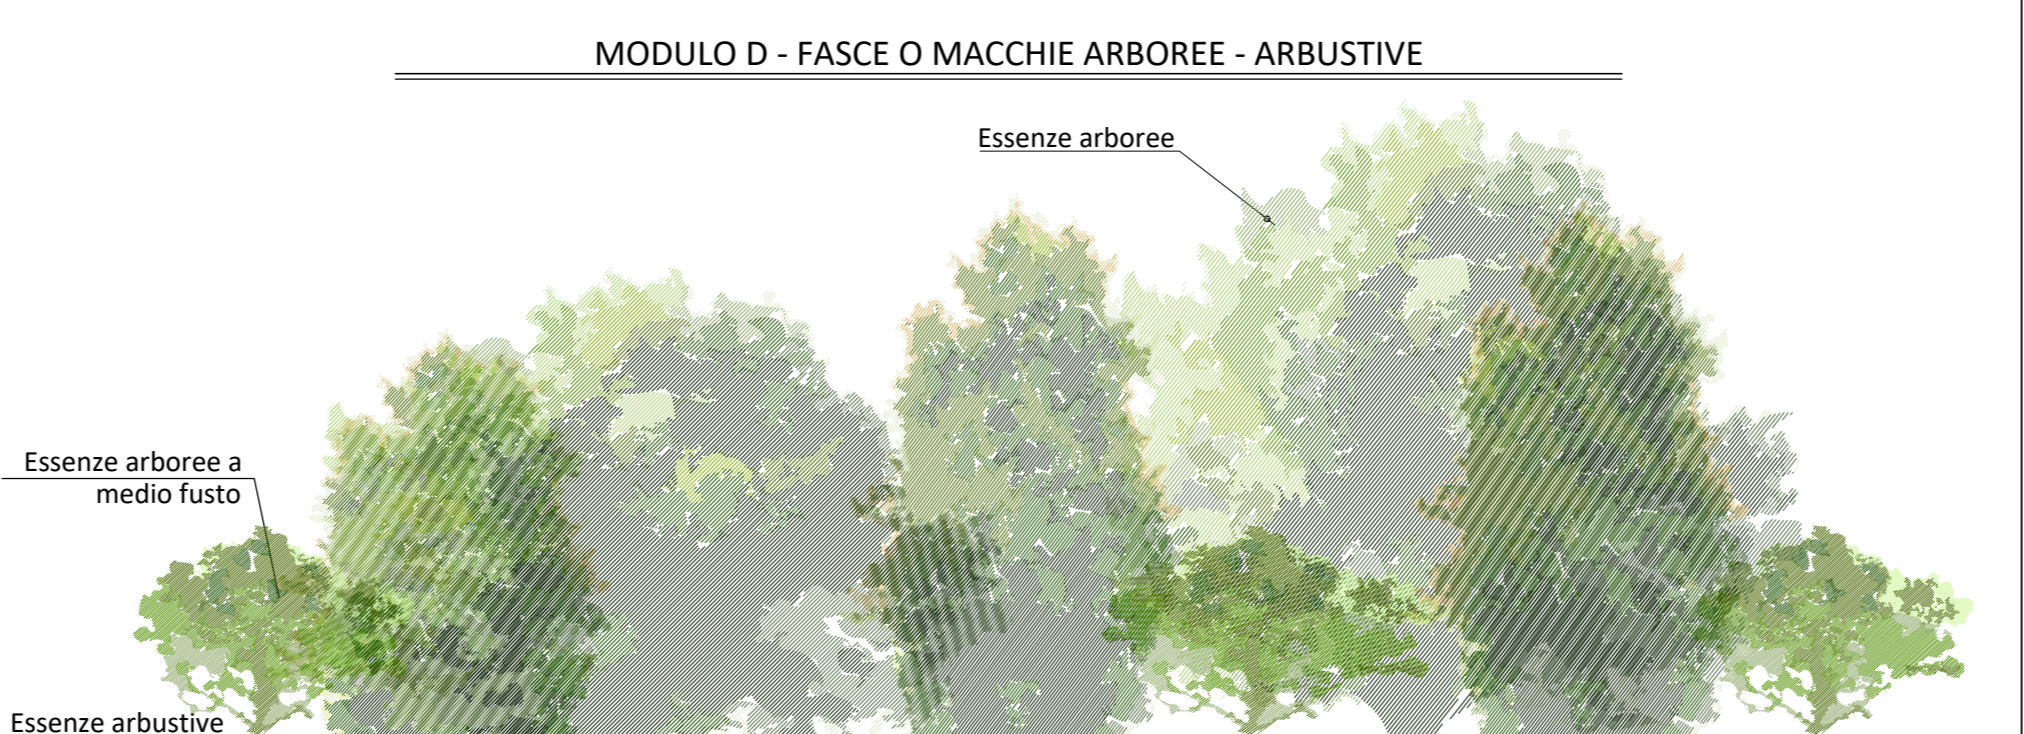 MODULO D - FASCE O MACCHIE ARBOREE - ARBUSTIVE
Essenze arboree
Essenze arboree a
medio fusto
Essenze arbustive